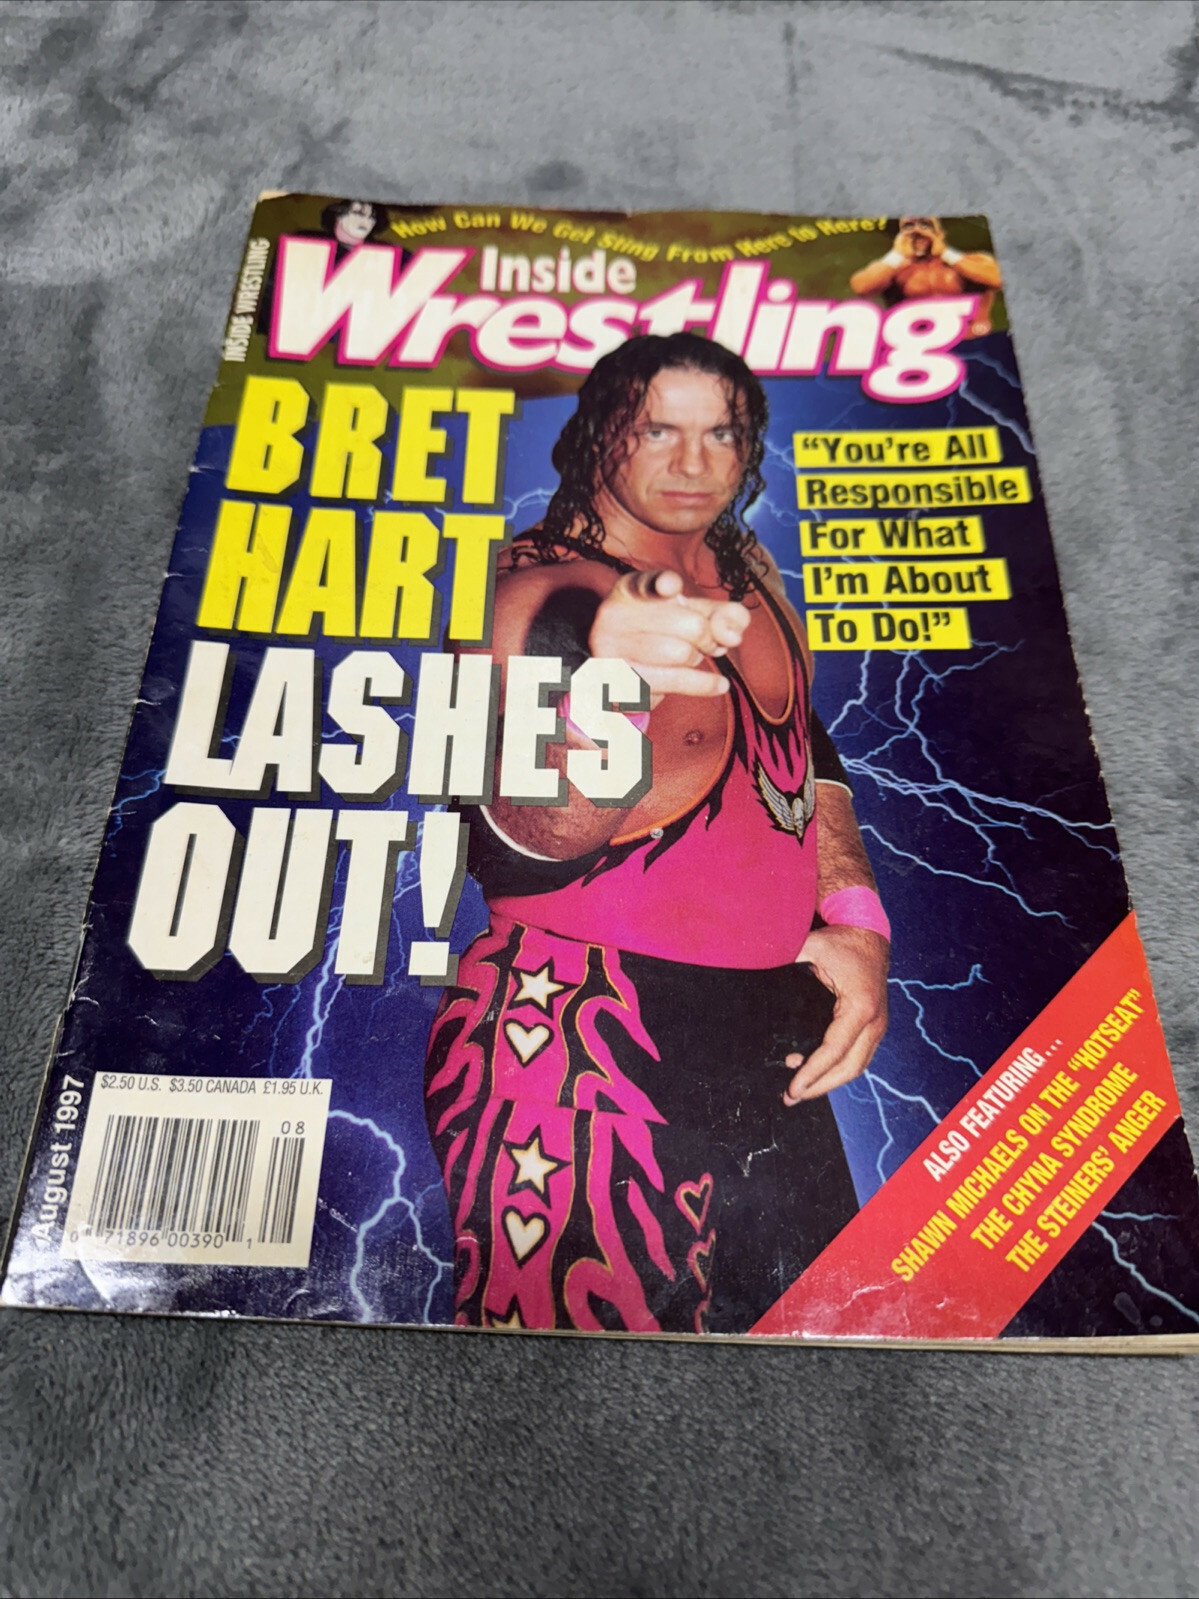 How Can We Get Sting From Here to Here?
INSIDE WRESTLING
Inside
Wrestling®
BRET
HART
LASHES
OUT!
"You're All
Responsible
For What
I'm About
To Do!"
ALSO FEATURING...
SHAWN MICHAELS ON THE "HOTSEAT"
THE CHYNA SYNDROME
THE STEINERS' ANGER
August 1997
$2.50 U.S. $3.50 CANADA £1.95 U.K.
08
0 71896 00390 1